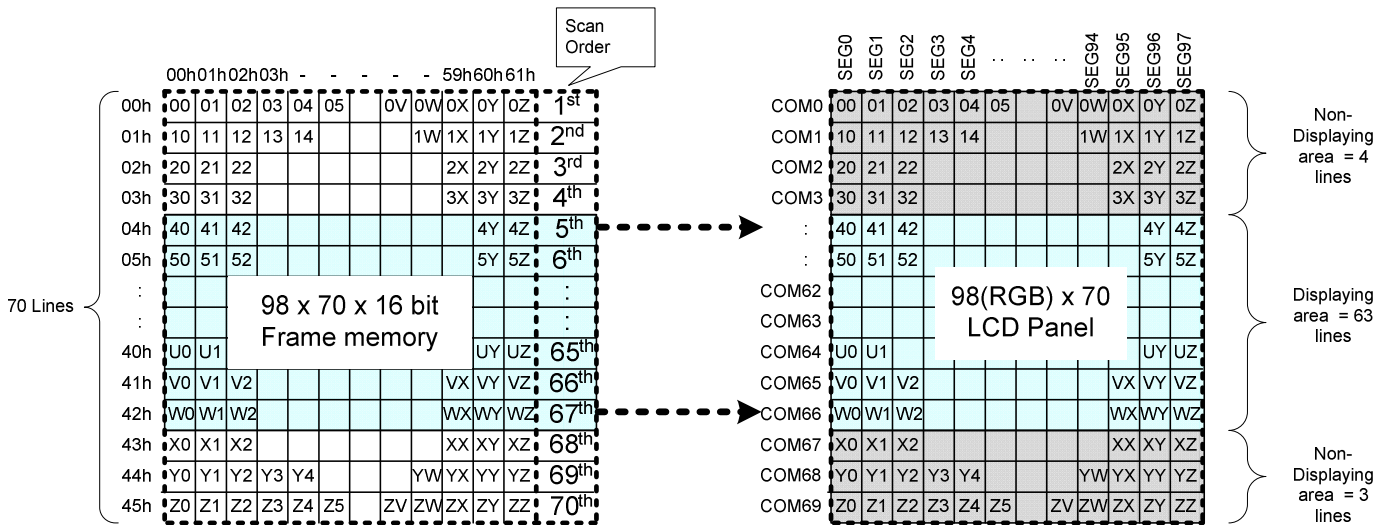 Scan
Order
00h 01h 02h 03h - - - - - 59h 60h 61h
SEG0 SEG1 SEG2 SEG3 SEG4 .. .. .. SEG94 SEG95 SEG96 SEG97
00h 00 01 02 03 04 05 0V 0W 0X 0Y 0Z 1st
01h 10 11 12 13 14 1W 1X 1Y 1Z 2nd
02h 20 21 22 2X 2Y 2Z 3rd
03h 30 31 32 3X 3Y 3Z 4th
04h 40 41 42 4Y 4Z 5th
05h 50 51 52 5Y 5Z 6th
: :
: :
40h U0 U1 UY UZ 65th
41h V0 V1 V2 VX VY VZ 66th
42h W0 W1 W2 WX WY WZ 67th
43h X0 X1 X2 XX XY XZ 68th
44h Y0 Y1 Y2 Y3 Y4 YW YX YY YZ 69th
45h Z0 Z1 Z2 Z3 Z4 Z5 ZV ZW ZX ZY ZZ 70th
70 Lines
98 x 70 x 16 bit
Frame memory
COM0 00 01 02 03 04 05 0V 0W 0X 0Y 0Z
COM1 10 11 12 13 14 1W 1X 1Y 1Z
COM2 20 21 22 2X 2Y 2Z
COM3 30 31 32 3X 3Y 3Z
: 40 41 42 4Y 4Z
: 50 51 52 5Y 5Z
COM62
COM63
COM64 U0 U1 UY UZ
COM65 V0 V1 V2 VX VY VZ
COM66 W0 W1 W2 WX WY WZ
COM67 X0 X1 X2 XX XY XZ
COM68 Y0 Y1 Y2 Y3 Y4 YW YX YY YZ
COM69 Z0 Z1 Z2 Z3 Z4 Z5 ZV ZW ZX ZY ZZ
98(RGB) x 70
LCD Panel
Non-
Displaying
area = 4
lines
Displaying
area = 63
lines
Non-
Displaying
area = 3
lines